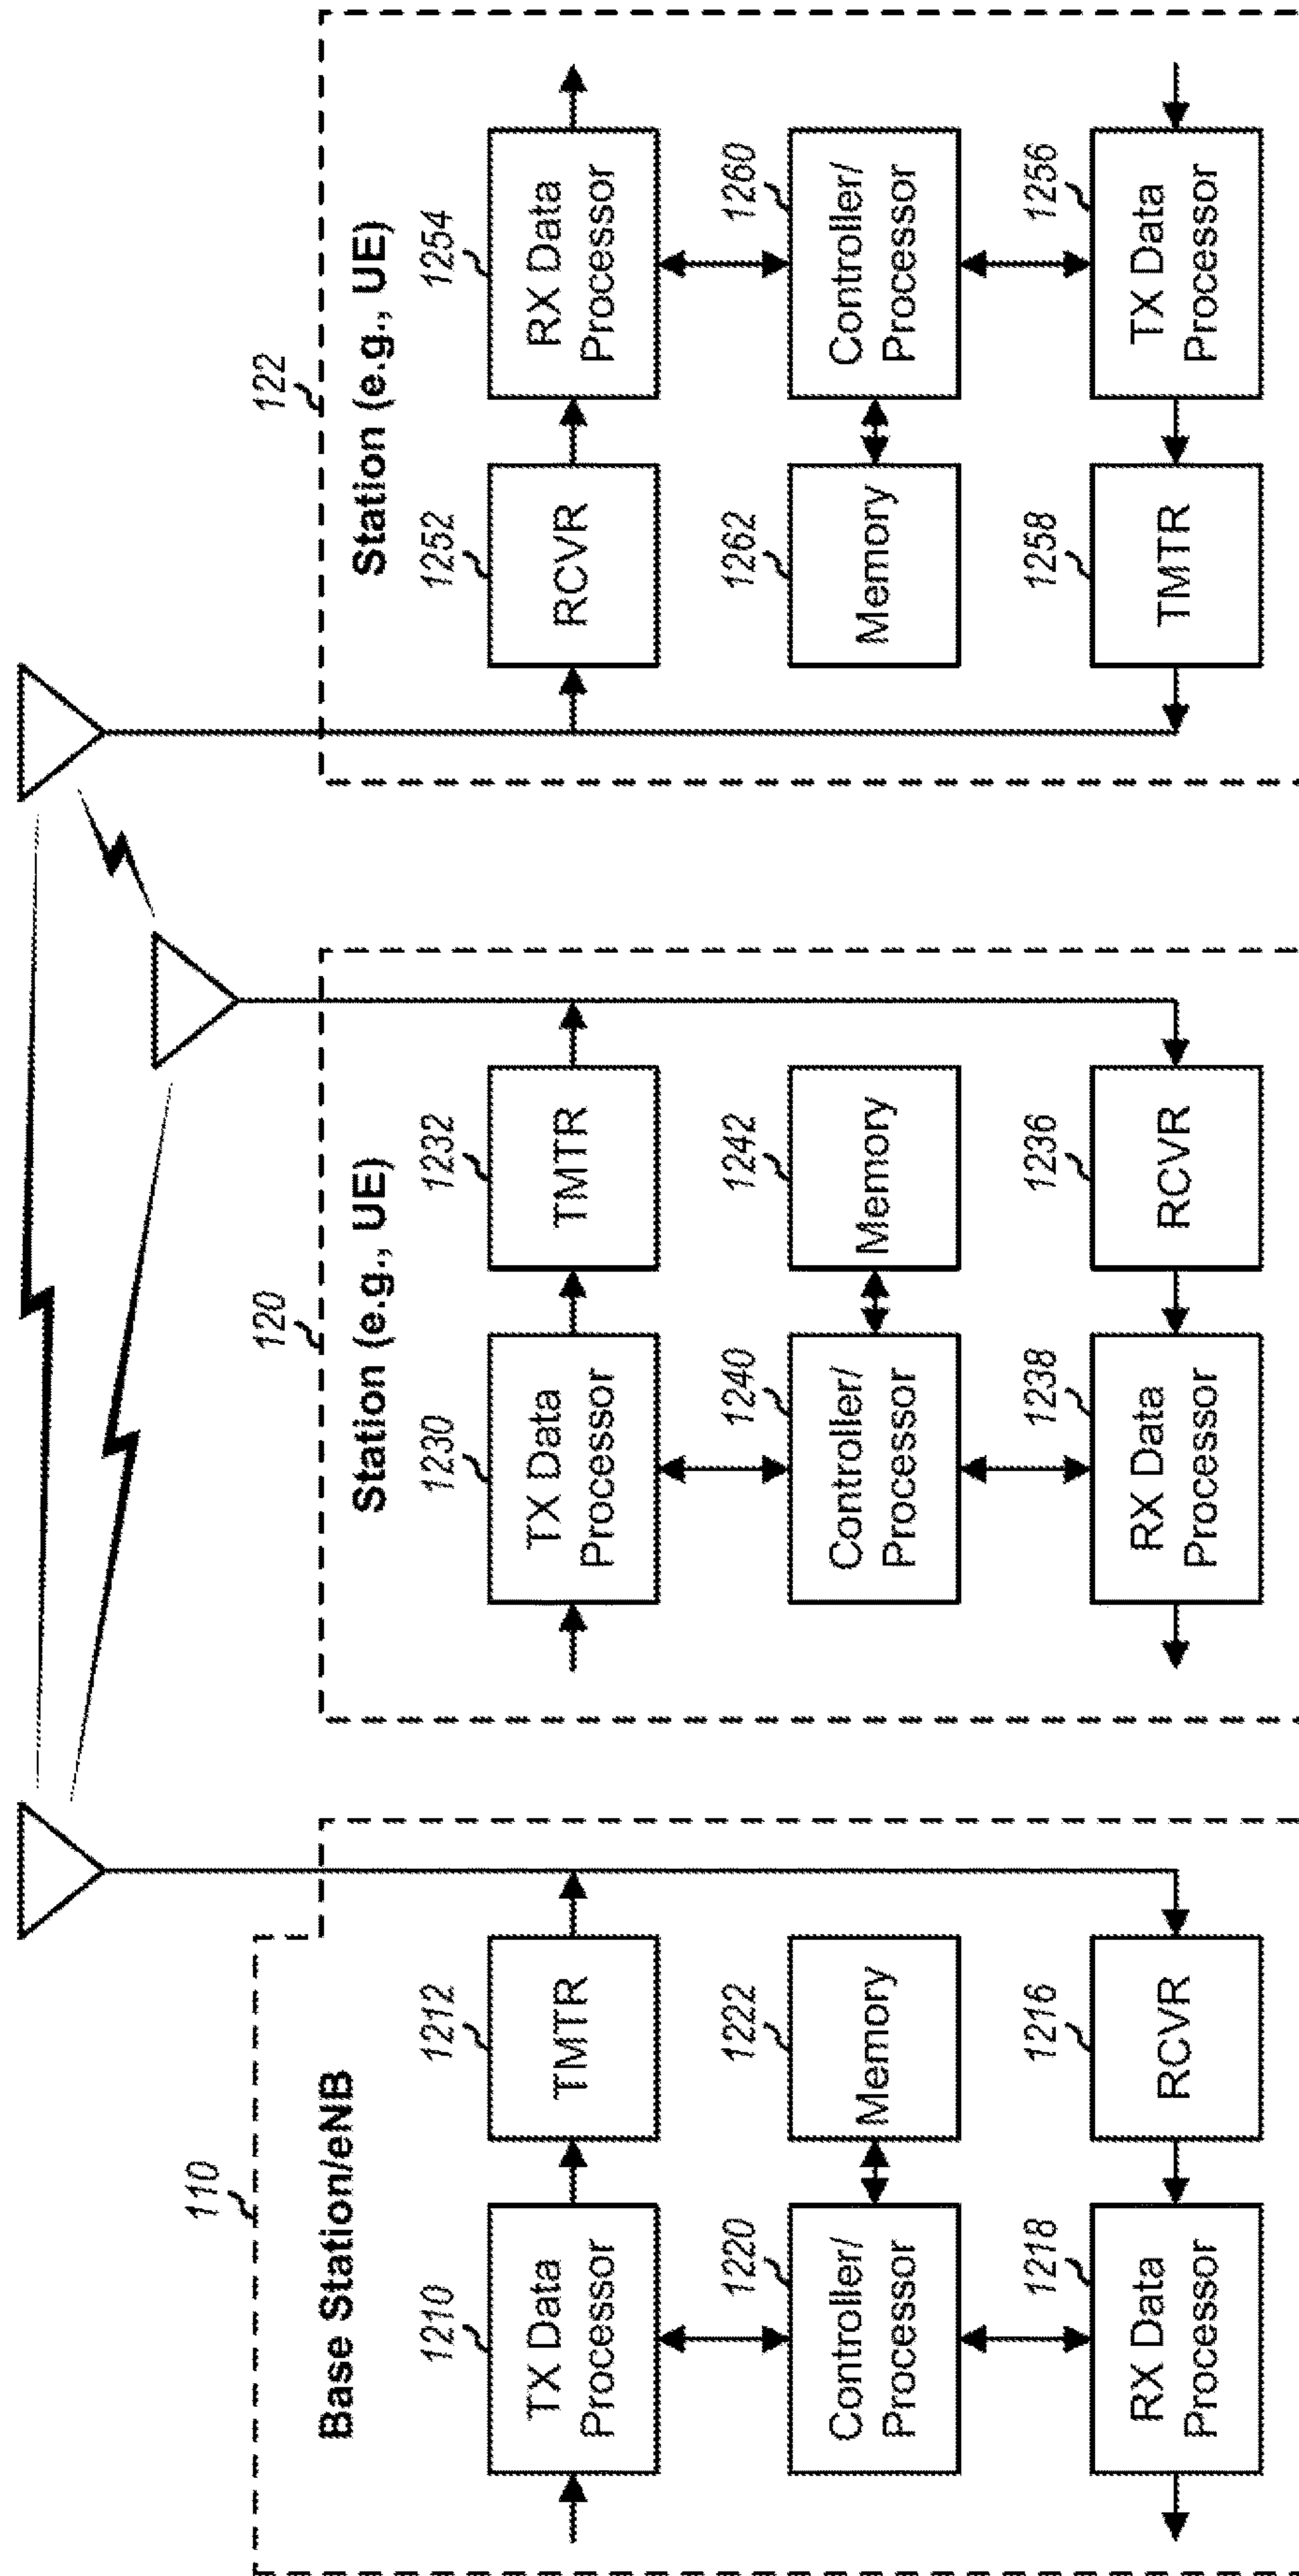 110
Base Station/eNB
1210
TX Data
Processor
1212
TMTR
1220
Controller/
Processor
1222
Memory
1218
RX Data
Processor
1216
RCVR
120
Station (e.g., UE)
1230
TX Data
Processor
1232
TMTR
1240
Controller/
Processor
1242
Memory
1238
RX Data
Processor
1236
RCVR
122
Station (e.g., UE)
1252
RCVR
1254
RX Data
Processor
1262
Memory
1260
Controller/
Processor
1258
TMTR
1256
TX Data
Processor